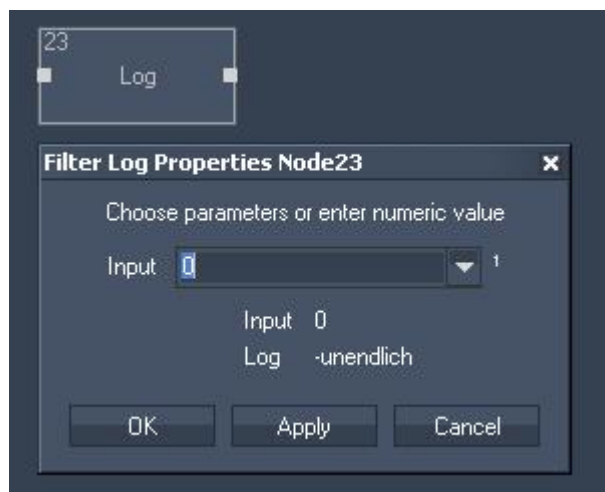 23
Log
Filter Log Properties Node23
Choose parameters or enter numeric value
Input 0 1
Input 0
Log -unendlich
OK Apply Cancel